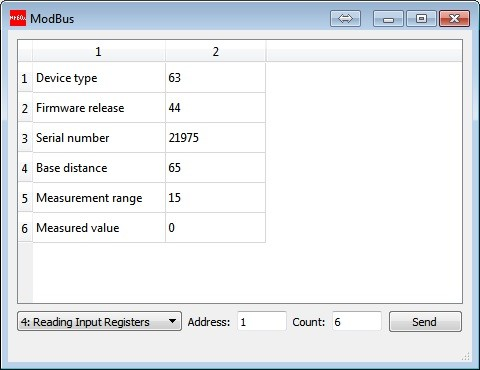 ModBus
1 2
1 Device type 63
2 Firmware release 44
3 Serial number 21975
4 Base distance 65
5 Measurement range 15
6 Measured value 0
4: Reading Input Registers Address: 1 Count: 6 Send